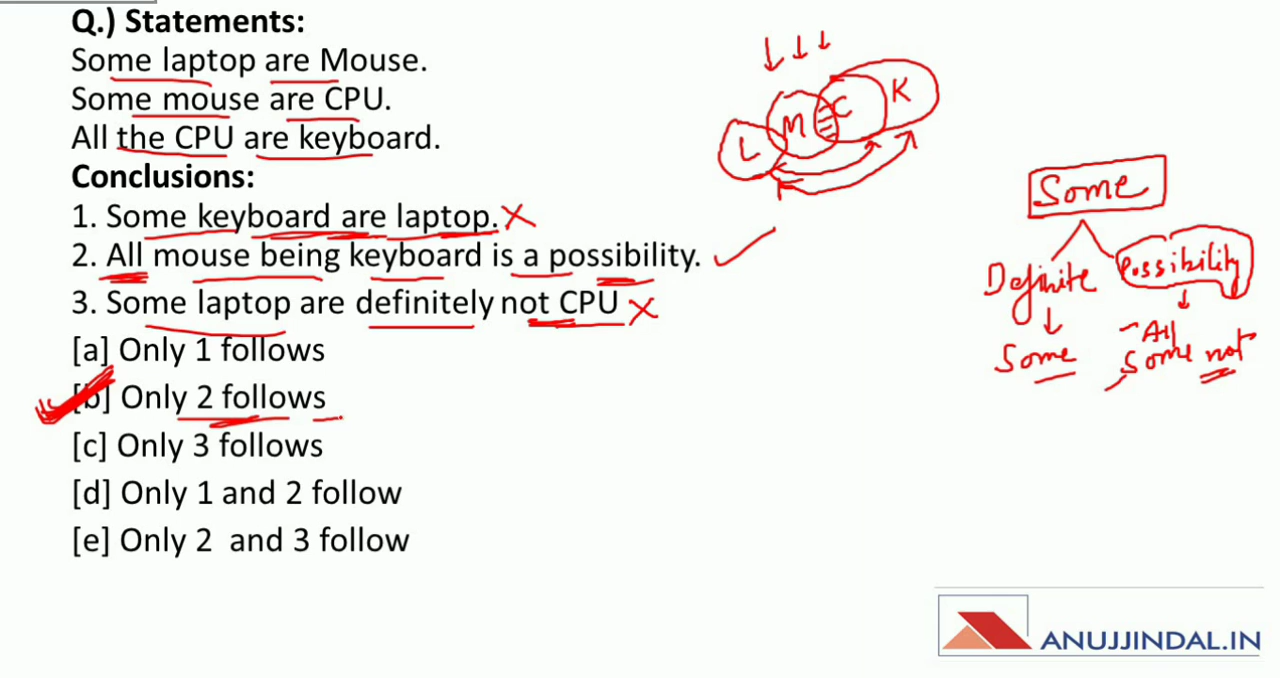 Q.) Statements:
Some laptop are Mouse.
Some mouse are CPU.
All the CPU are keyboard.
Conclusions:
1. Some keyboard are laptop. X
2. All mouse being keyboard is a possibility. ✓
3. Some laptop are definitely not CPU X
[a] Only 1 follows
[b] Only 2 follows
[c] Only 3 follows
[d] Only 1 and 2 follow
[e] Only 2 and 3 follow
L M C K
Some
Definite Possibility
Some
All
Some not
ANUJJINDAL.IN